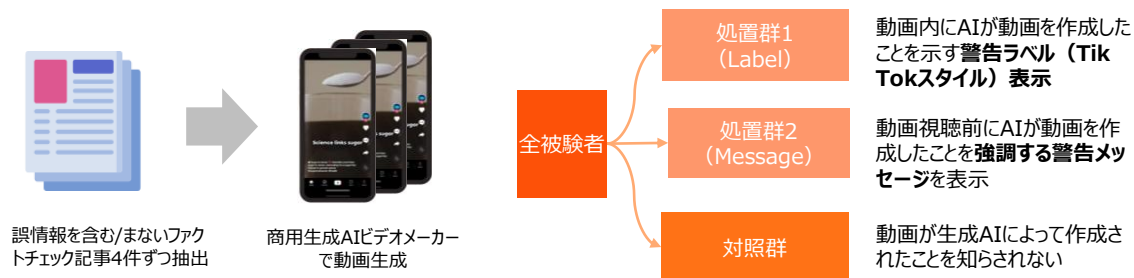 誤情報を含む/まないファク
トチェック記事4件ずつ抽出
Science links sugar
商用生成AIビデオメーカー
で動画生成
全被験者
処置群1
(Label)
処置群2
(Message)
対照群
動画内にAIが動画を作成した
ことを示す警告ラベル(Tik
Tokスタイル)表示
動画視聴前にAIが動画を作
成したことを強調する警告メッ
セージを表示
動画が生成AIによって作成さ
れたことを知らされない